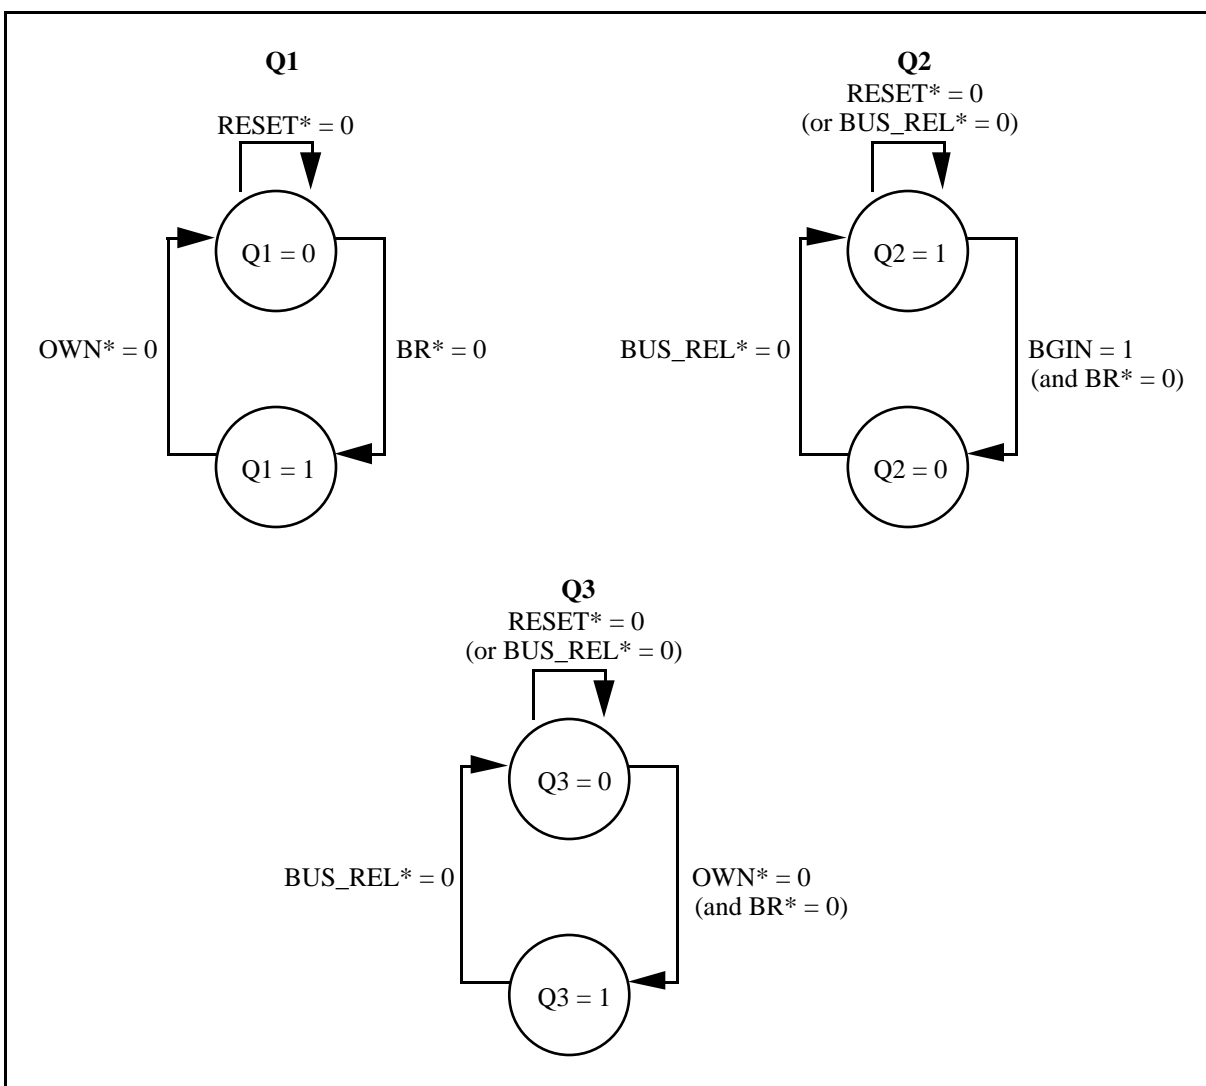 Q1
RESET* = 0
Q1 = 0
OWN* = 0
BR* = 0
Q1 = 1
Q2
RESET* = 0
(or BUS_REL* = 0)
Q2 = 1
BUS_REL* = 0
BGIN = 1
(and BR* = 0)
Q2 = 0
Q3
RESET* = 0
(or BUS_REL* = 0)
Q3 = 0
BUS_REL* = 0
OWN* = 0
(and BR* = 0)
Q3 = 1